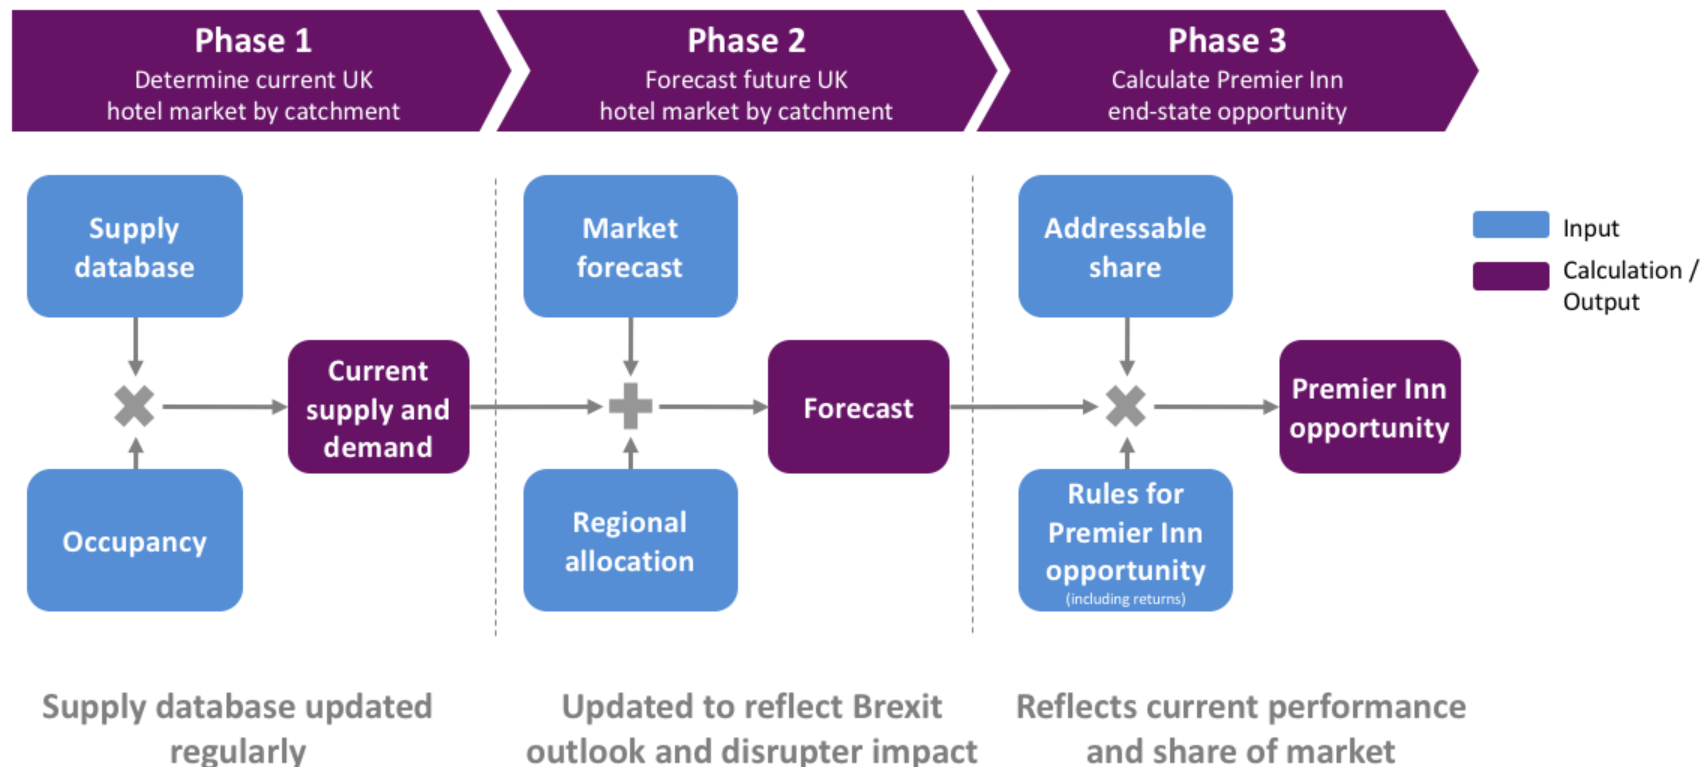 Phase 1
Determine current UK
hotel market by catchment
Phase 2
Forecast future UK
hotel market by catchment
Phase 3
Calculate Premier Inn
end-state opportunity
Supply
database
Occupancy
Current
supply and
demand
Market
forecast
Regional
allocation
Forecast
Addressable
share
Rules for
Premier Inn
opportunity
(including returns)
Premier Inn
opportunity
Input
Calculation /
Output
Supply database updated
regularly
Updated to reflect Brexit
outlook and disrupter impact
Reflects current performance
and share of market